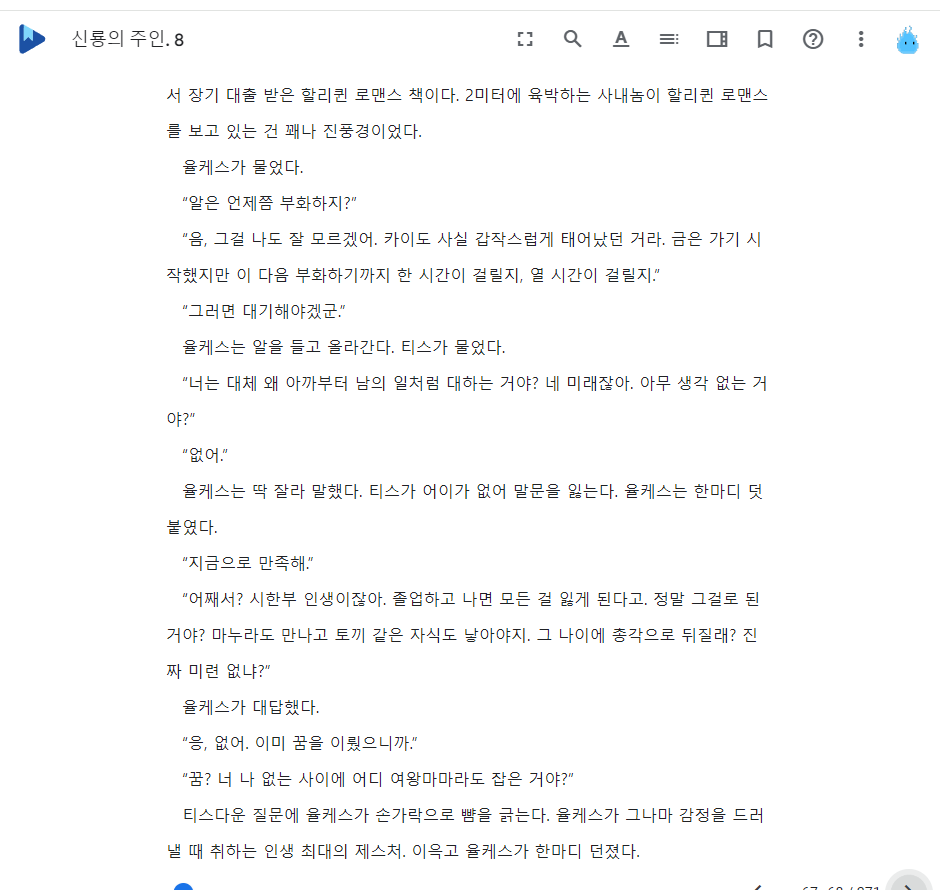 신룡의 주인. 8
서 장기 대출 받은 할리퀸 로맨스 책이다. 2미터에 육박하는 사내놈이 할리퀸 로맨스
를 보고 있는 건 꽤나 진풍경이었다.
율케스가 물었다.
“알은 언제쯤 부화하지?”
“음, 그걸 나도 잘 모르겠어. 카이도 사실 갑작스럽게 태어났던 거라. 금은 가기 시
작했지만 이 다음 부화하기까지 한 시간이 걸릴지, 열 시간이 걸릴지.”
“그러면 대기해야겠군.”
율케스는 알을 들고 올라간다. 티스가 물었다.
“너는 대체 왜 아까부터 남의 일처럼 대하는 거야? 네 미래잖아. 아무 생각 없는 거
야?”
“없어.”
율케스는 딱 잘라 말했다. 티스가 어이가 없어 말문을 잃는다. 율케스는 한마디 덧
붙였다.
“지금으로 만족해.”
“어째서? 시한부 인생이잖아. 졸업하고 나면 모든 걸 잃게 된다고. 정말 그걸로 된
거야? 마누라도 만나고 토끼 같은 자식도 낳아야지. 그 나이에 총각으로 뒤질래? 진
짜 미련 없냐?”
율케스가 대답했다.
“응, 없어. 이미 꿈을 이뤘으니까.”
“꿈? 너 나 없는 사이에 어디 여왕마마라도 잡은 거야?”
티스다운 질문에 율케스가 손가락으로 뺨을 긁는다. 율케스가 그나마 감정을 드러
낼 때 취하는 인생 최대의 제스처. 이윽고 율케스가 한마디 던졌다.